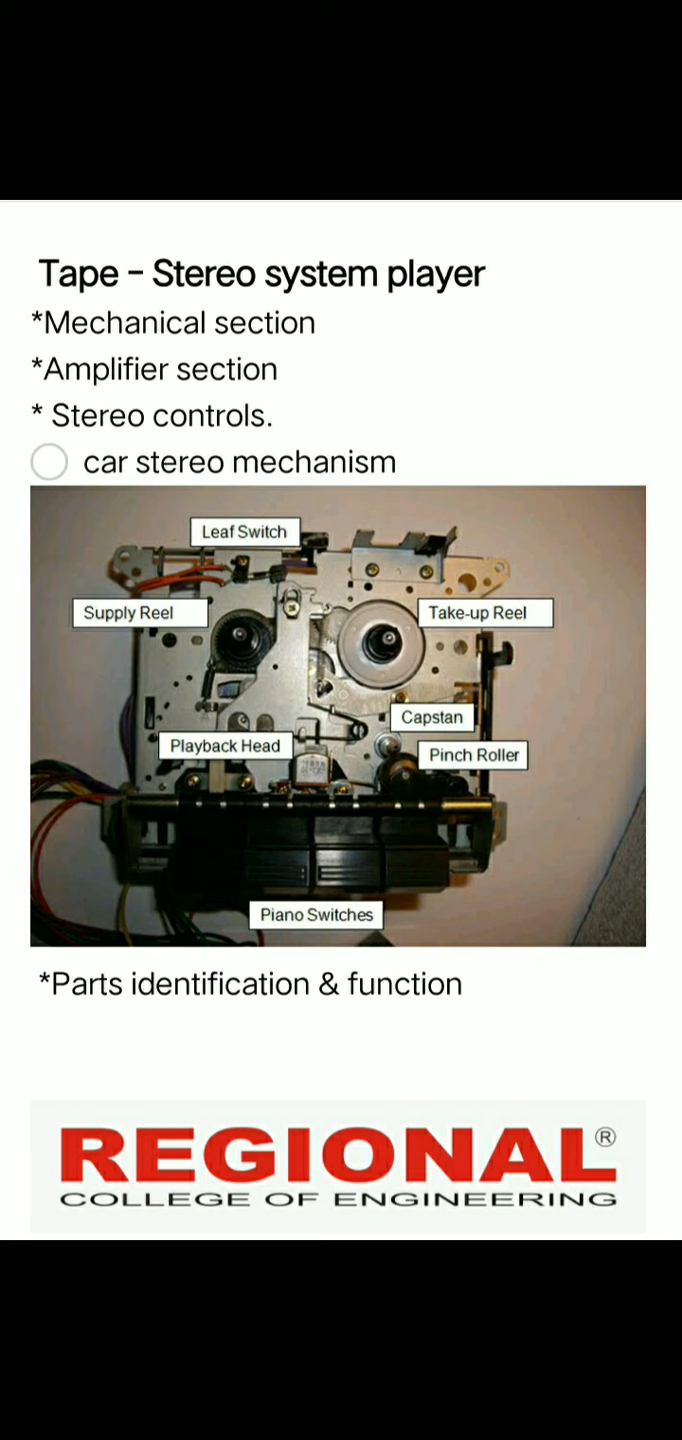 Tape - Stereo system player
*Mechanical section
*Amplifier section
* Stereo controls.
car stereo mechanism
Leaf Switch
Supply Reel
Take-up Reel
Capstan
Playback Head
Pinch Roller
Piano Switches
*Parts identification & function
REGIONAL®
COLLEGE OF ENGINEERING